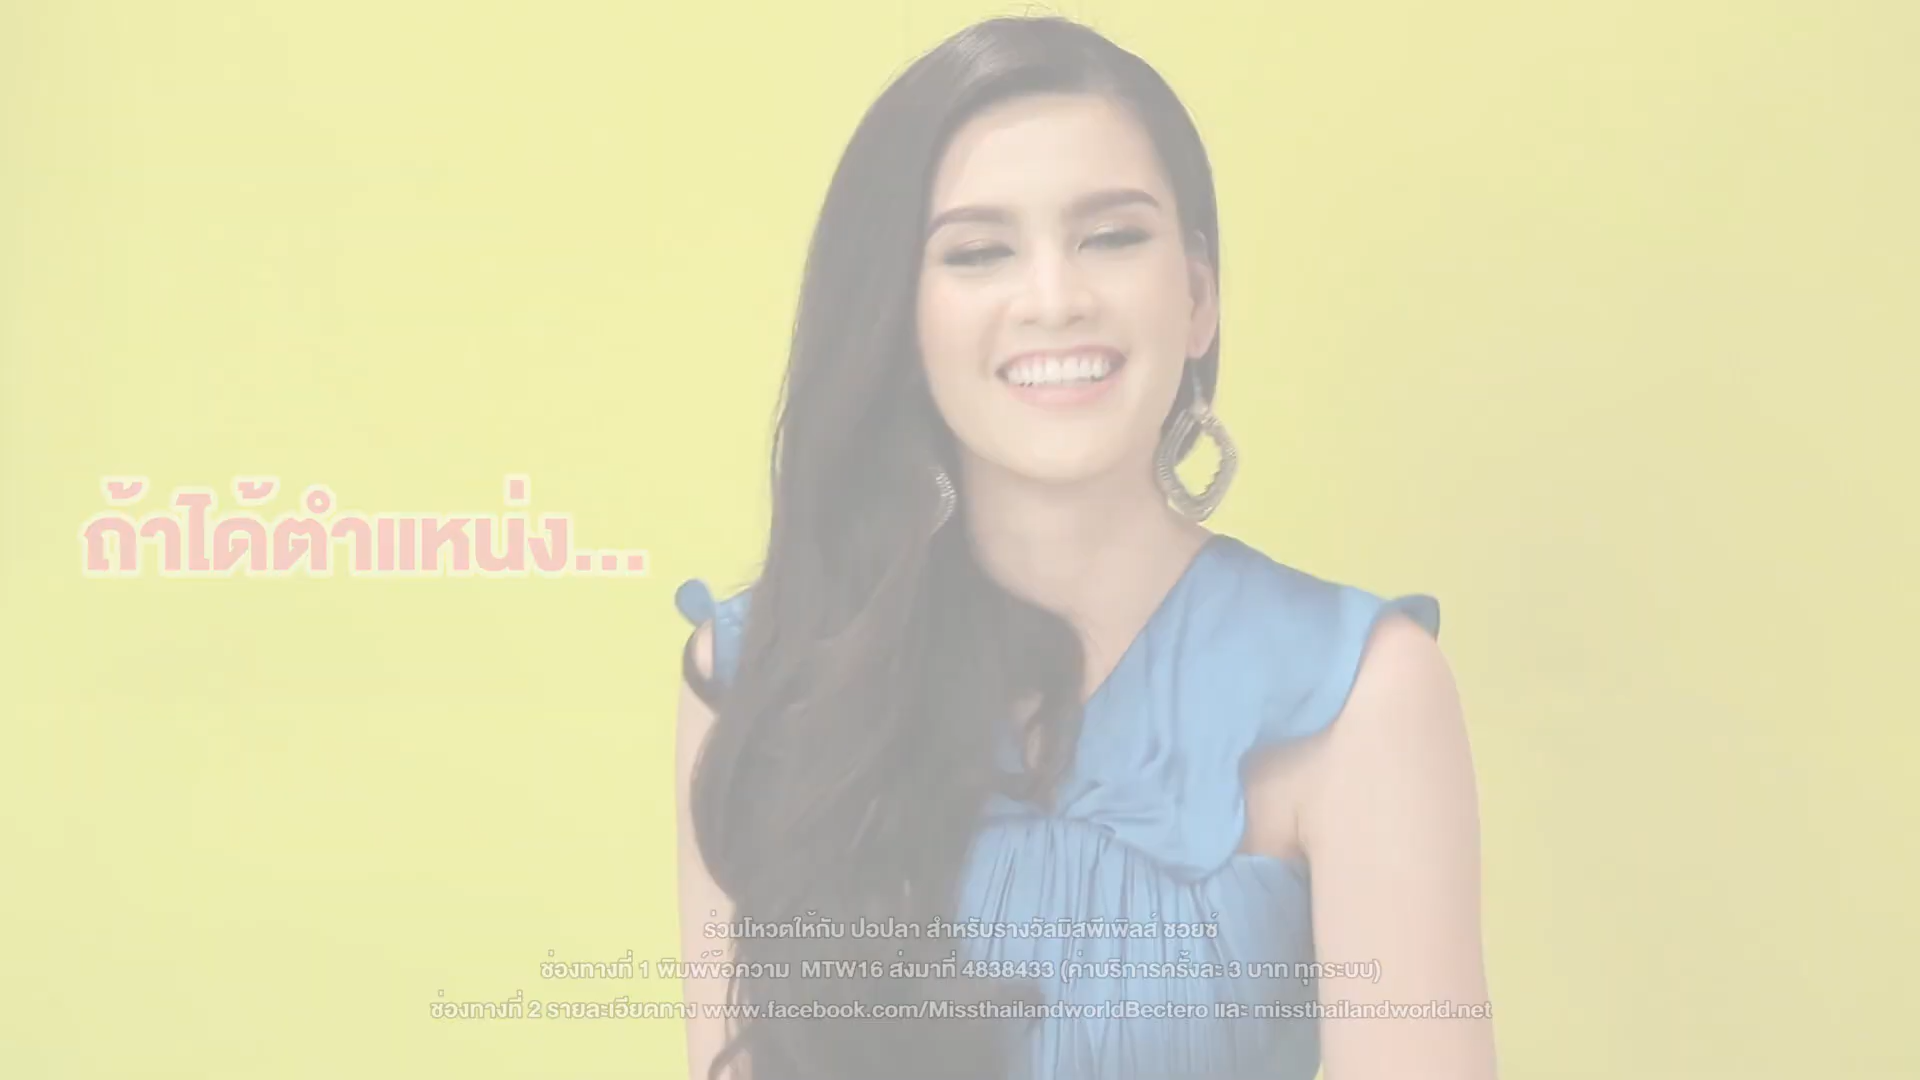 ถ้าได้ตำแหน่ง...
ร่วมโหวตให้กับ ปอปลา สำหรับรางวัลมิสพีเพิลส์ ชอยซ์
ช่องทางที่ 1 พิมพ์ข้อความ MTW16 ส่งมาที่ 4838433 (ค่าบริการครั้งละ 3 บาท ทุกระบบ)
ช่องทางที่ 2 รายละเอียดทาง www.facebook.com/MissthailandworldBectero และ missthailandworld.net